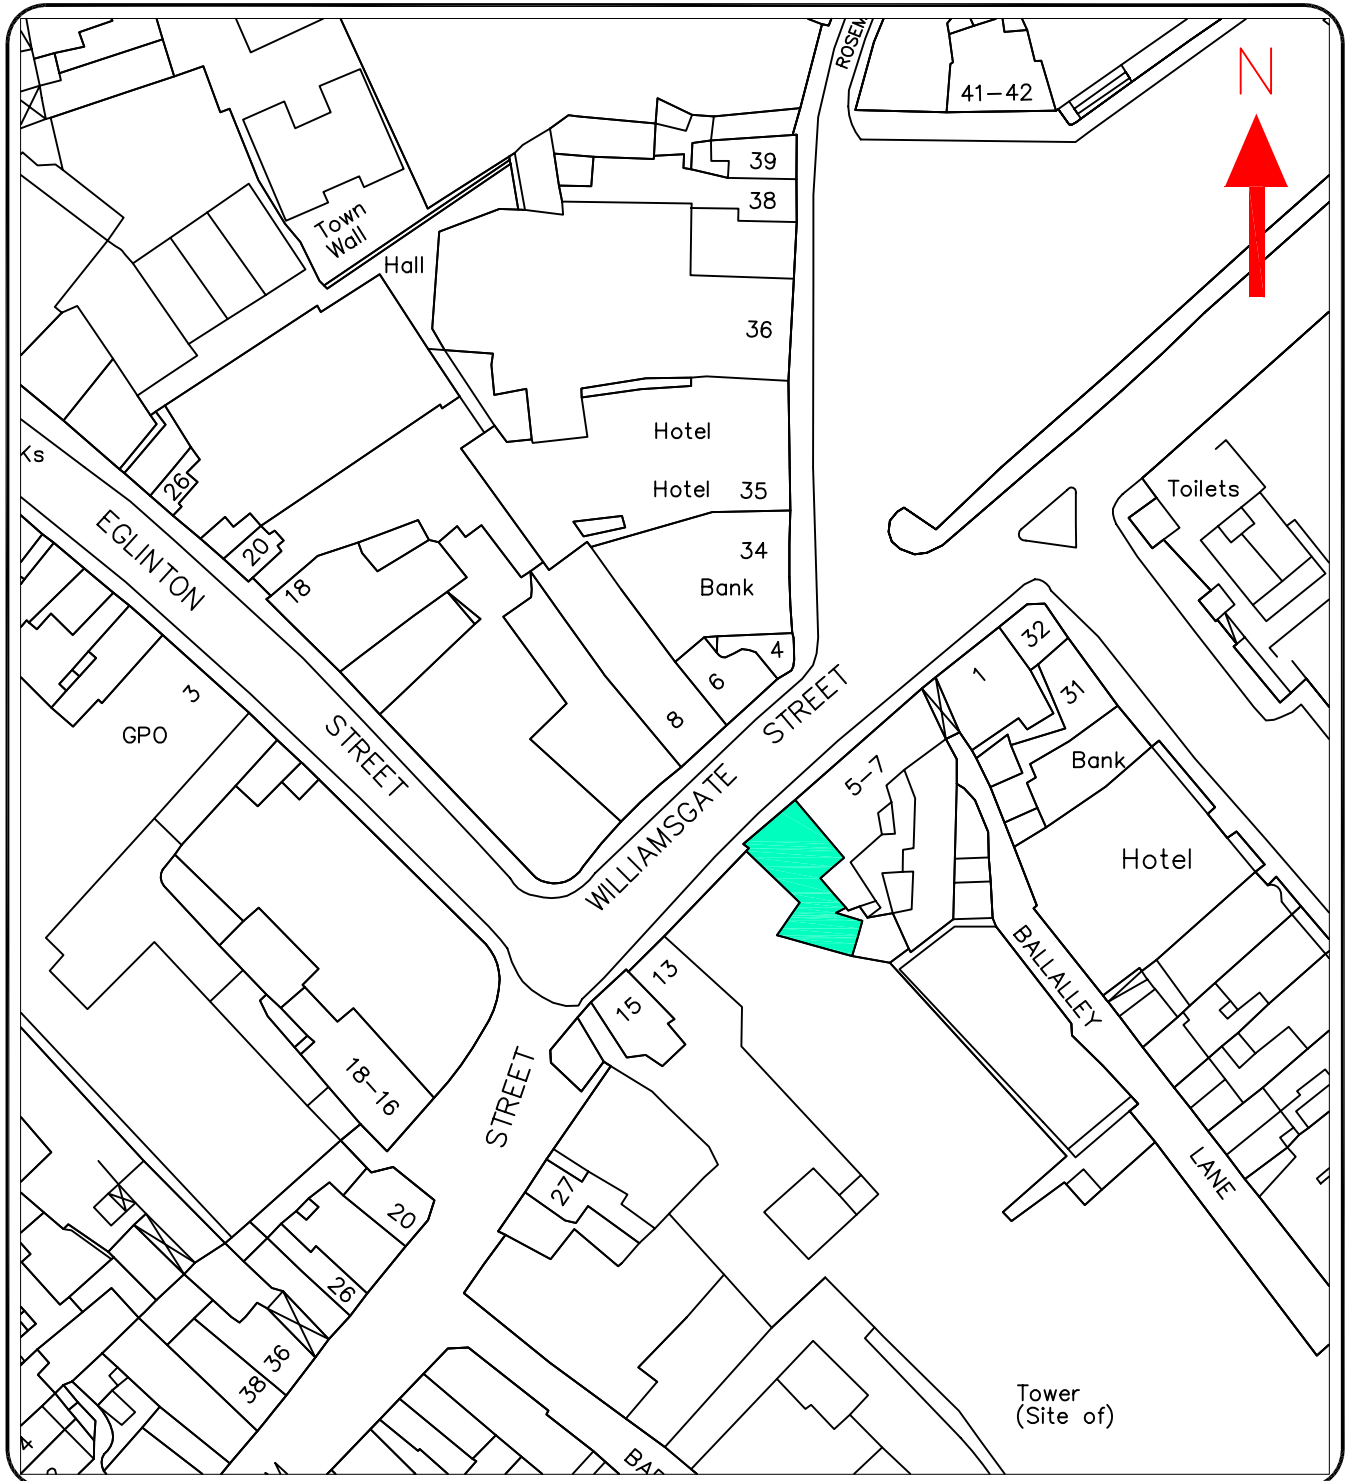 N
41-42
39
38
Town
Wall
Hall
36
Hotel
Hotel 35
Toilets
26
EGLINTON
20
34
18
Bank
4
32
6
1
31
3
8
STREET
GPO
STREET
Bank
5-7
WILLIAMSGATE
Hotel
13
15
BALLALLEY
18-16
STREET
LANE
27
20
26
36
38
Tower
(Site of)